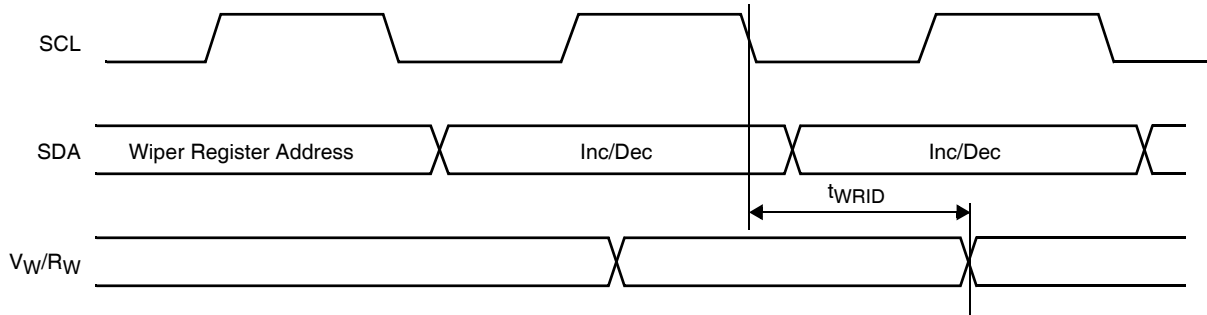 SCL
SDA
Wiper Register Address
Inc/Dec
Inc/Dec
tWRID
VW/RW